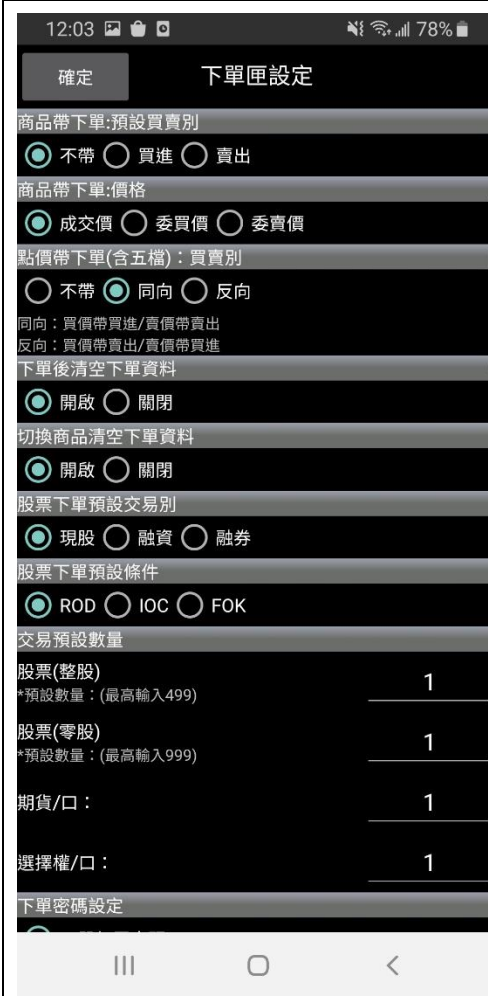 12:03 78%
確定 下單匣設定
商品帶下單:預設買賣別
不帶 買進 賣出
商品帶下單:價格
成交價 委買價 委賣價
點價帶下單(含五檔)：買賣別
不帶 同向 反向
同向：買價帶買進/賣價帶賣出
反向：買價帶賣出/賣價帶買進
下單後清空下單資料
開啟 關閉
切換商品清空下單資料
開啟 關閉
股票下單預設交易別
現股 融資 融券
股票下單預設條件
ROD IOC FOK
交易預設數量
股票(整股)
*預設數量：(最高輸入499) 1
股票(零股)
*預設數量：(最高輸入999) 1
期貨/口： 1
選擇權/口： 1
下單密碼設定